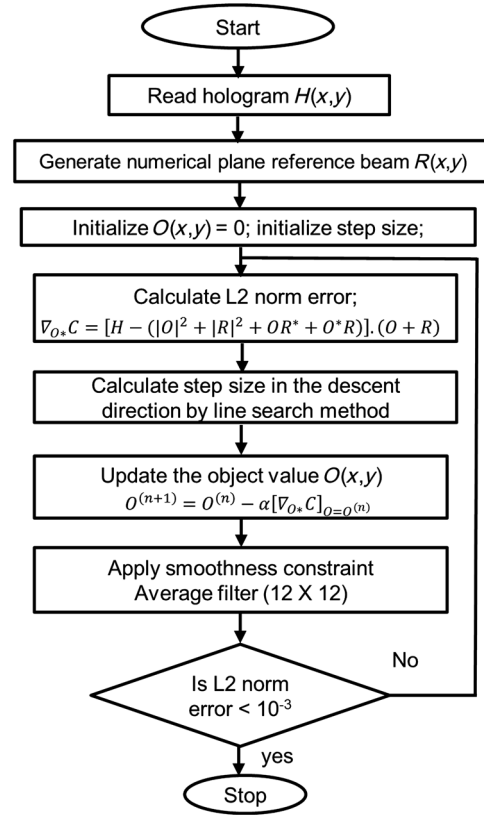 Start
Read hologram H(x,y)
Generate numerical plane reference beam R(x,y)
Initialize O(x,y) = 0; initialize step size;
Calculate L2 norm error;
∇_{O*}C = [H − (|O|² + |R|² + OR* + O*R)].(O + R)
Calculate step size in the descent
direction by line search method
Update the object value O(x,y)
O⁽ⁿ⁺¹⁾ = O⁽ⁿ⁾ − α[∇_{O*}C]_{O=O⁽ⁿ⁾}
Apply smoothness constraint
Average filter (12 X 12)
No
Is L2 norm
error < 10⁻³
yes
Stop